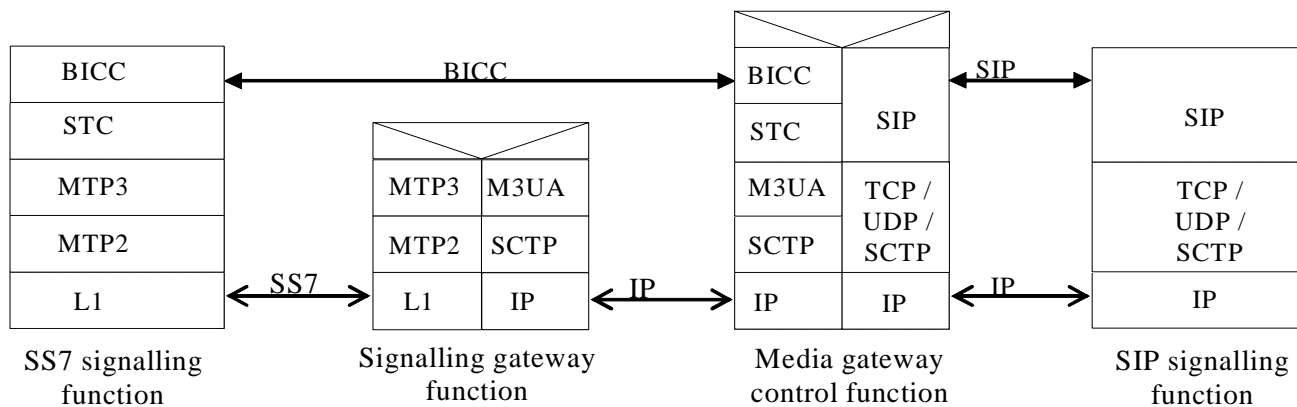 BICC
STC
MTP3
MTP2
L1
SS7 signalling
function
BICC
SS7
MTP3
M3UA
MTP2
SCTP
L1
IP
Signalling gateway
function
IP
BICC
STC
M3UA
SCTP
IP
SIP
TCP /
UDP /
SCTP
IP
Media gateway
control function
SIP
IP
SIP
TCP /
UDP /
SCTP
IP
SIP signalling
function